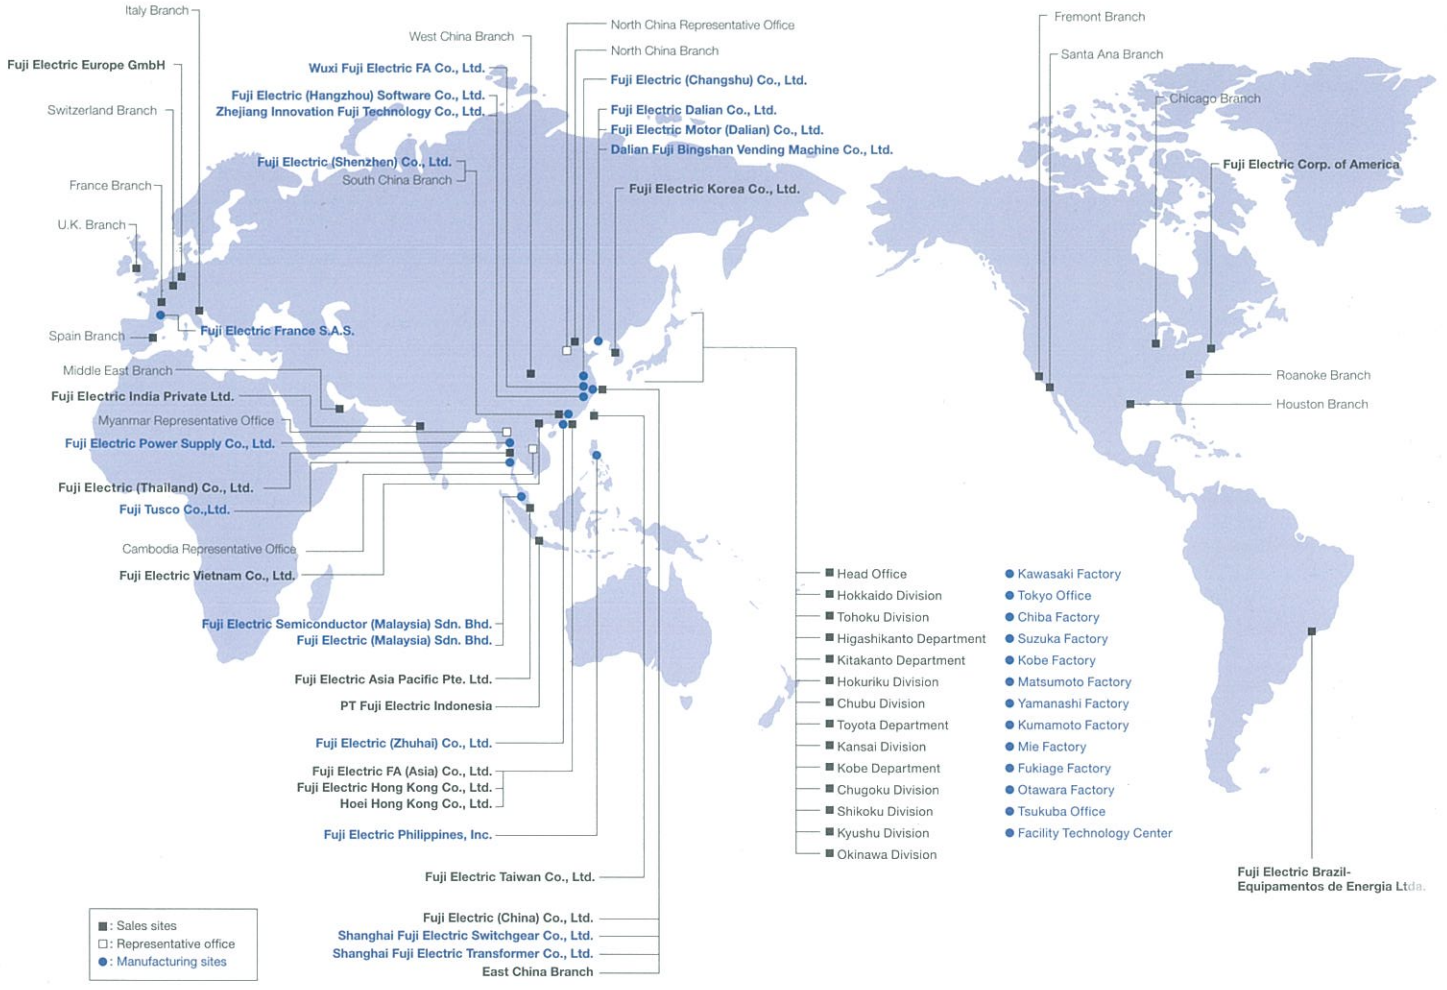 Italy Branch
Fuji Electric Europe GmbH
Switzerland Branch
France Branch
U.K. Branch
Fuji Electric France S.A.S.
Spain Branch
Middle East Branch
Fuji Electric India Private Ltd.
Myanmar Representative Office
Fuji Electric Power Supply Co., Ltd.
Fuji Electric (Thailand) Co., Ltd.
Fuji Tusco Co.,Ltd.
Cambodia Representative Office
Fuji Electric Vietnam Co., Ltd.
West China Branch
Wuxi Fuji Electric FA Co., Ltd.
Fuji Electric (Hangzhou) Software Co., Ltd.
Zhejiang Innovation Fuji Technology Co., Ltd.
Fuji Electric (Shenzhen) Co., Ltd.
South China Branch
North China Representative Office
North China Branch
Fuji Electric (Changshu) Co., Ltd.
Fuji Electric Dalian Co., Ltd.
Fuji Electric Motor (Dalian) Co., Ltd.
Dalian Fuji Bingshan Vending Machine Co., Ltd.
Fuji Electric Korea Co., Ltd.
Fuji Electric Semiconductor (Malaysia) Sdn. Bhd.
Fuji Electric (Malaysia) Sdn. Bhd.
Fuji Electric Asia Pacific Pte. Ltd.
PT Fuji Electric Indonesia
Fuji Electric (Zhuhai) Co., Ltd.
Fuji Electric FA (Asia) Co., Ltd.
Fuji Electric Hong Kong Co., Ltd.
Hoei Hong Kong Co., Ltd.
Fuji Electric Philippines, Inc.
Fuji Electric Taiwan Co., Ltd.
Fuji Electric (China) Co., Ltd.
Shanghai Fuji Electric Switchgear Co., Ltd.
Shanghai Fuji Electric Transformer Co., Ltd.
East China Branch
Fremont Branch
Santa Ana Branch
Chicago Branch
Fuji Electric Corp. of America
Roanoke Branch
Houston Branch
Head Office
Hokkaido Division
Tohoku Division
Higashikanto Department
Kitakanto Department
Hokuriku Division
Chubu Division
Toyota Department
Kansai Division
Kobe Department
Chugoku Division
Shikoku Division
Kyushu Division
Okinawa Division
Kawasaki Factory
Tokyo Office
Chiba Factory
Suzuka Factory
Kobe Factory
Matsumoto Factory
Yamanashi Factory
Kumamoto Factory
Mie Factory
Fukiage Factory
Otawara Factory
Tsukuba Office
Facility Technology Center
Fuji Electric Brazil-
Equipamentos de Energia Ltda.
: Sales sites
: Representative office
: Manufacturing sites